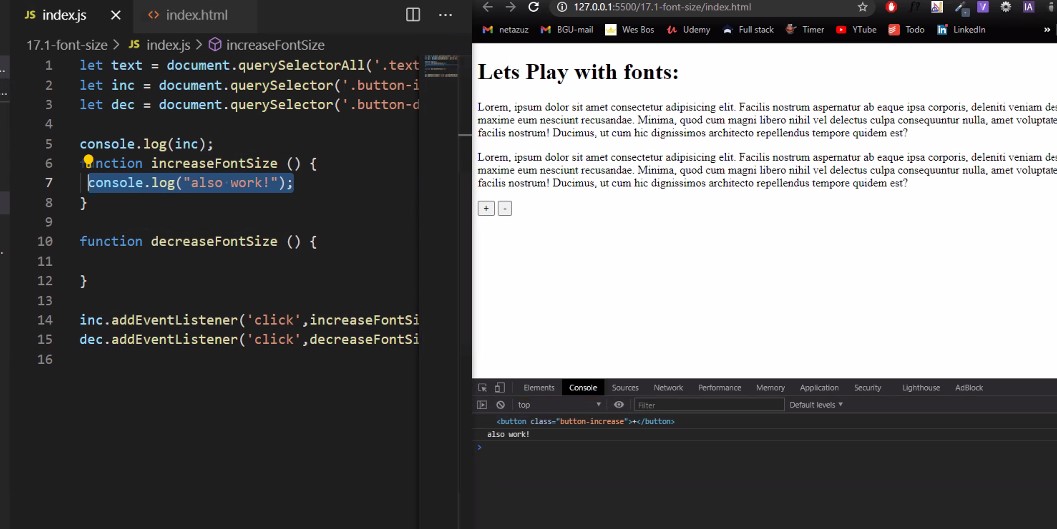 JS index.js
<> index.html
17.1-font-size > JS index.js > increaseFontSize
1 let text = document.querySelectorAll('.text
2 let inc = document.querySelector('.button-i
3 let dec = document.querySelector('.button-d
4
5 console.log(inc);
6 function increaseFontSize () {
7 console.log("also work!");
8 }
9
10 function decreaseFontSize () {
11
12 }
13
14 inc.addEventListener('click',increaseFontSi
15 dec.addEventListener('click',decreaseFontSi
16
127.0.0.1:5500/17.1-font-size/index.html
netazuz BGU-mail Wes Bos Udemy Full stack Timer YTube Todo LinkedIn »
Lets Play with fonts:
Lorem, ipsum dolor sit amet consectetur adipisicing elit. Facilis nostrum aspernatur ab eaque ipsa corporis, deleniti veniam des
maxime eum nesciunt recusandae. Minima, quod cum magni libero nihil vel delectus culpa consequuntur nulla, amet voluptate
facilis nostrum! Ducimus, ut cum hic dignissimos architecto repellendus tempore quidem est?
Lorem, ipsum dolor sit amet consectetur adipisicing elit. Facilis nostrum aspernatur ab eaque ipsa corporis, deleniti veniam des
maxime eum nesciunt recusandae. Minima, quod cum magni libero nihil vel delectus culpa consequuntur nulla, amet voluptate
facilis nostrum! Ducimus, ut cum hic dignissimos architecto repellendus tempore quidem est?
+ -
Elements Console Sources Network Performance Memory Application Security Lighthouse AdBlock
top Filter Default levels
<button class="button-increase">+</button>
also work!
>